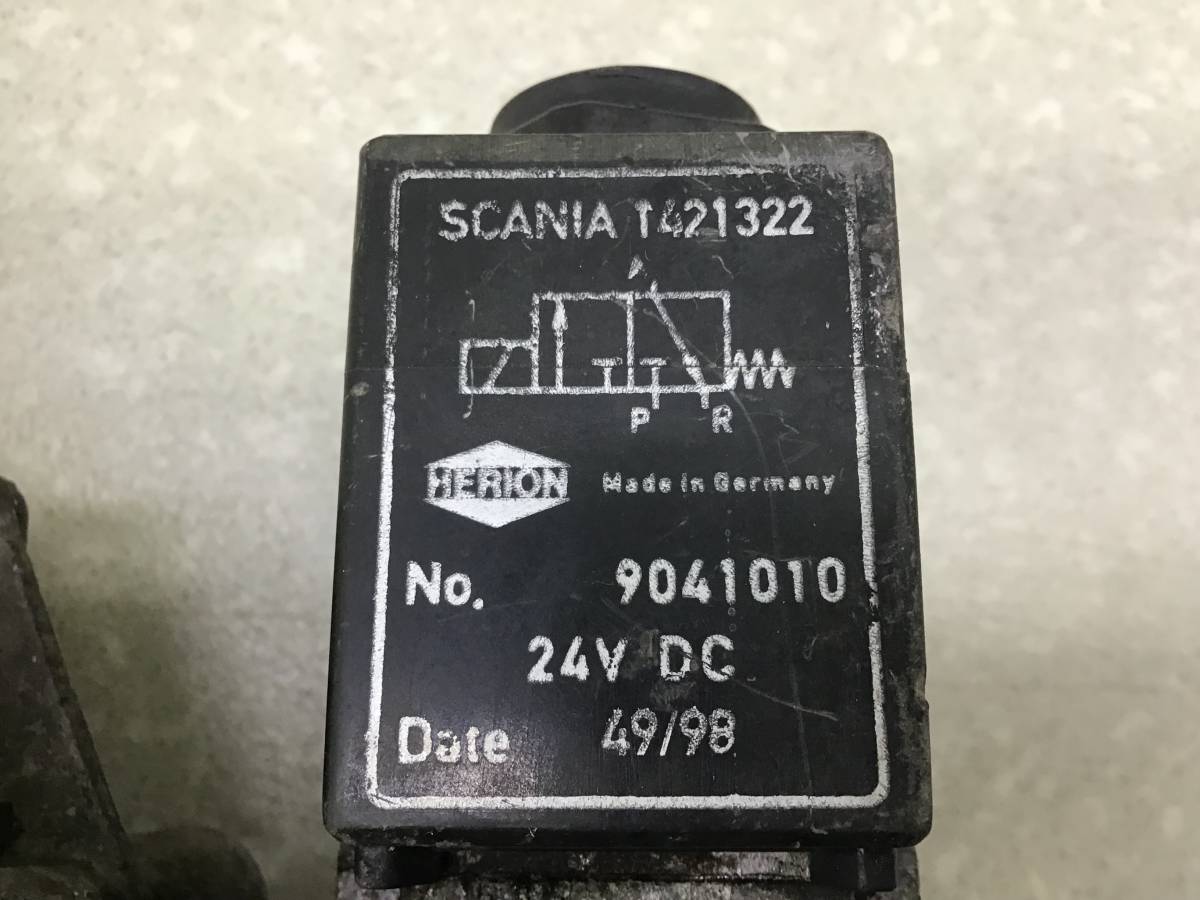 SCANIA 1421322
A
P R
HERION Made in Germany
No. 9041010
24V DC
Date 49/98